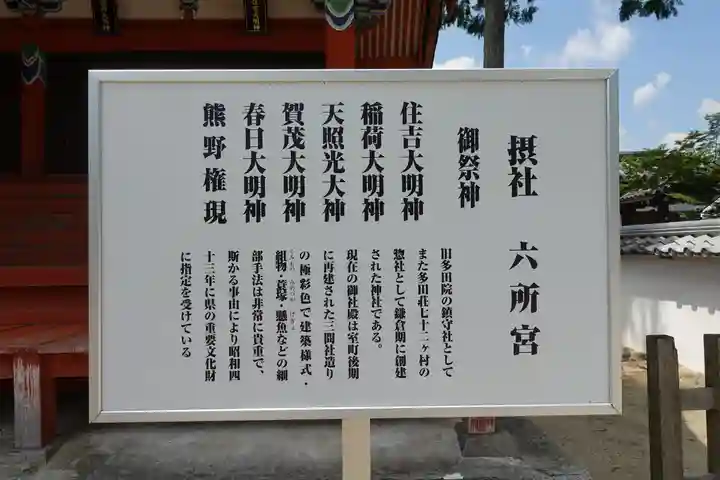 摂社 六所宮
御祭神
住吉大明神
稲荷大明神
天照光大神
賀茂大明神
春日大明神
熊野権現
旧多田院の鎮守社として
また多田荘七十二ヶ村の
惣社として鎌倉期に創建
された神社である。
現在の御社殿は室町後期
に再建された三間社造り
の極彩色で建築様式・
組物・蟇股・懸魚などの細
部手法は非常に貴重で、
斯かる事由により昭和四
十三年に県の重要文化財
に指定を受けている